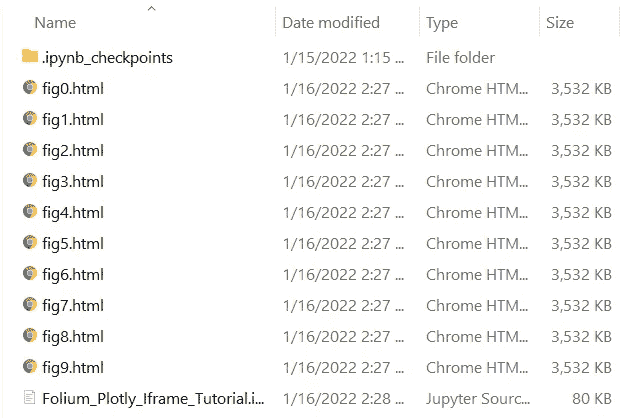 Name Date modified Type Size
.ipynb_checkpoints 1/15/2022 1:15 ... File folder
fig0.html 1/16/2022 2:27 ... Chrome HTM... 3,532 KB
fig1.html 1/16/2022 2:27 ... Chrome HTM... 3,532 KB
fig2.html 1/16/2022 2:27 ... Chrome HTM... 3,532 KB
fig3.html 1/16/2022 2:27 ... Chrome HTM... 3,532 KB
fig4.html 1/16/2022 2:27 ... Chrome HTM... 3,532 KB
fig5.html 1/16/2022 2:27 ... Chrome HTM... 3,532 KB
fig6.html 1/16/2022 2:27 ... Chrome HTM... 3,532 KB
fig7.html 1/16/2022 2:27 ... Chrome HTM... 3,532 KB
fig8.html 1/16/2022 2:27 ... Chrome HTM... 3,532 KB
fig9.html 1/16/2022 2:27 ... Chrome HTM... 3,532 KB
Folium_Plotly_Iframe_Tutorial.i... 1/16/2022 2:28 ... Jupyter Sourc... 80 KB